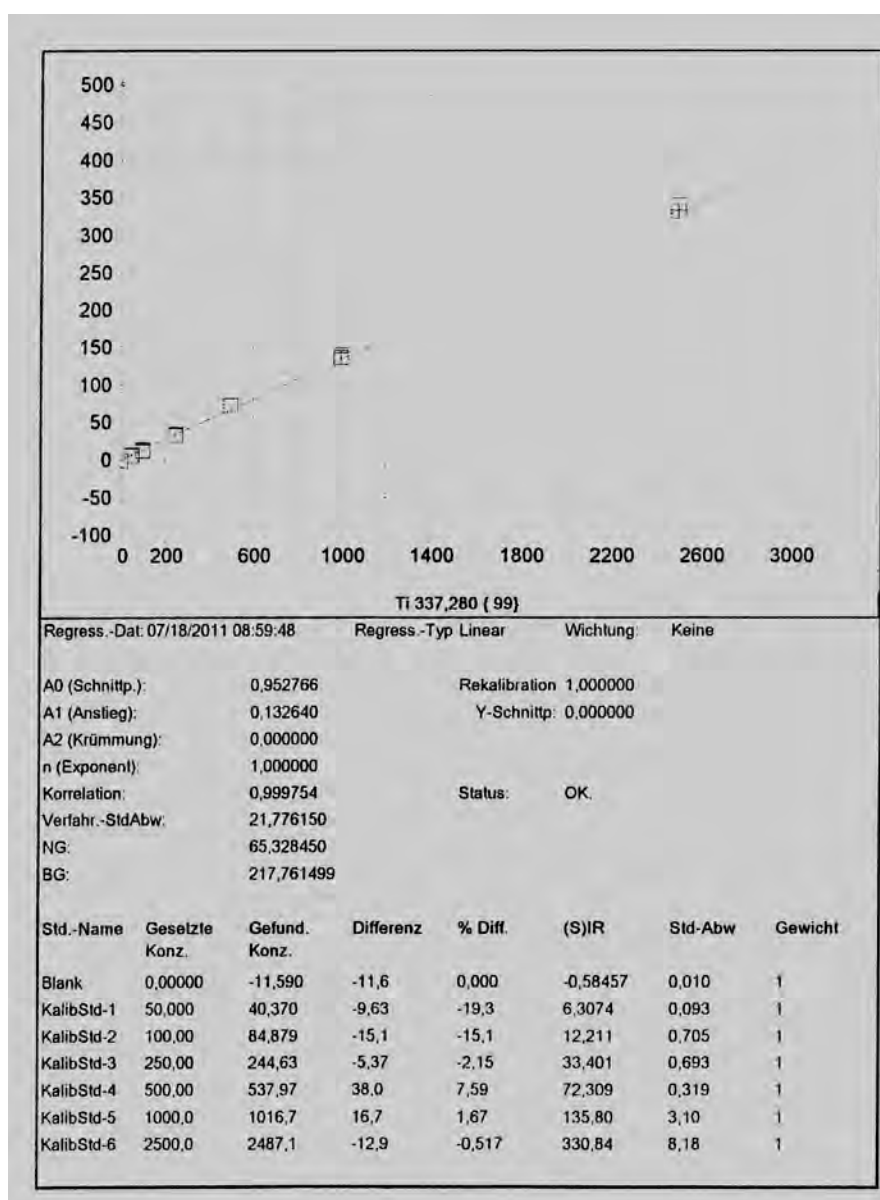 500
450
400
350
300
250
200
150
100
50
0
-50
-100
0 200 600 1000 1400 1800 2200 2600 3000
Ti 337,280 { 99}
Regress.-Dat: 07/18/2011 08:59:48 Regress.-Typ Linear Wichtung: Keine
A0 (Schnittp.): 0,952766 Rekalibration 1,000000
A1 (Anstieg): 0,132640 Y-Schnittp: 0,000000
A2 (Krümmung): 0,000000
n (Exponent): 1,000000
Korrelation: 0,999754 Status: OK.
Verfahr.-StdAbw: 21,776150
NG: 65,328450
BG: 217,761499
Std.-Name Gesetzte Gefund. Differenz % Diff. (S)IR Std-Abw Gewicht
Konz. Konz.
Blank 0,00000 -11,590 -11,6 0,000 -0,58457 0,010 1
KalibStd-1 50,000 40,370 -9,63 -19,3 6,3074 0,093 1
KalibStd-2 100,00 84,879 -15,1 -15,1 12,211 0,705 1
KalibStd-3 250,00 244,63 -5,37 -2,15 33,401 0,693 1
KalibStd-4 500,00 537,97 38,0 7,59 72,309 0,319 1
KalibStd-5 1000,0 1016,7 16,7 1,67 135,80 3,10 1
KalibStd-6 2500,0 2487,1 -12,9 -0,517 330,84 8,18 1